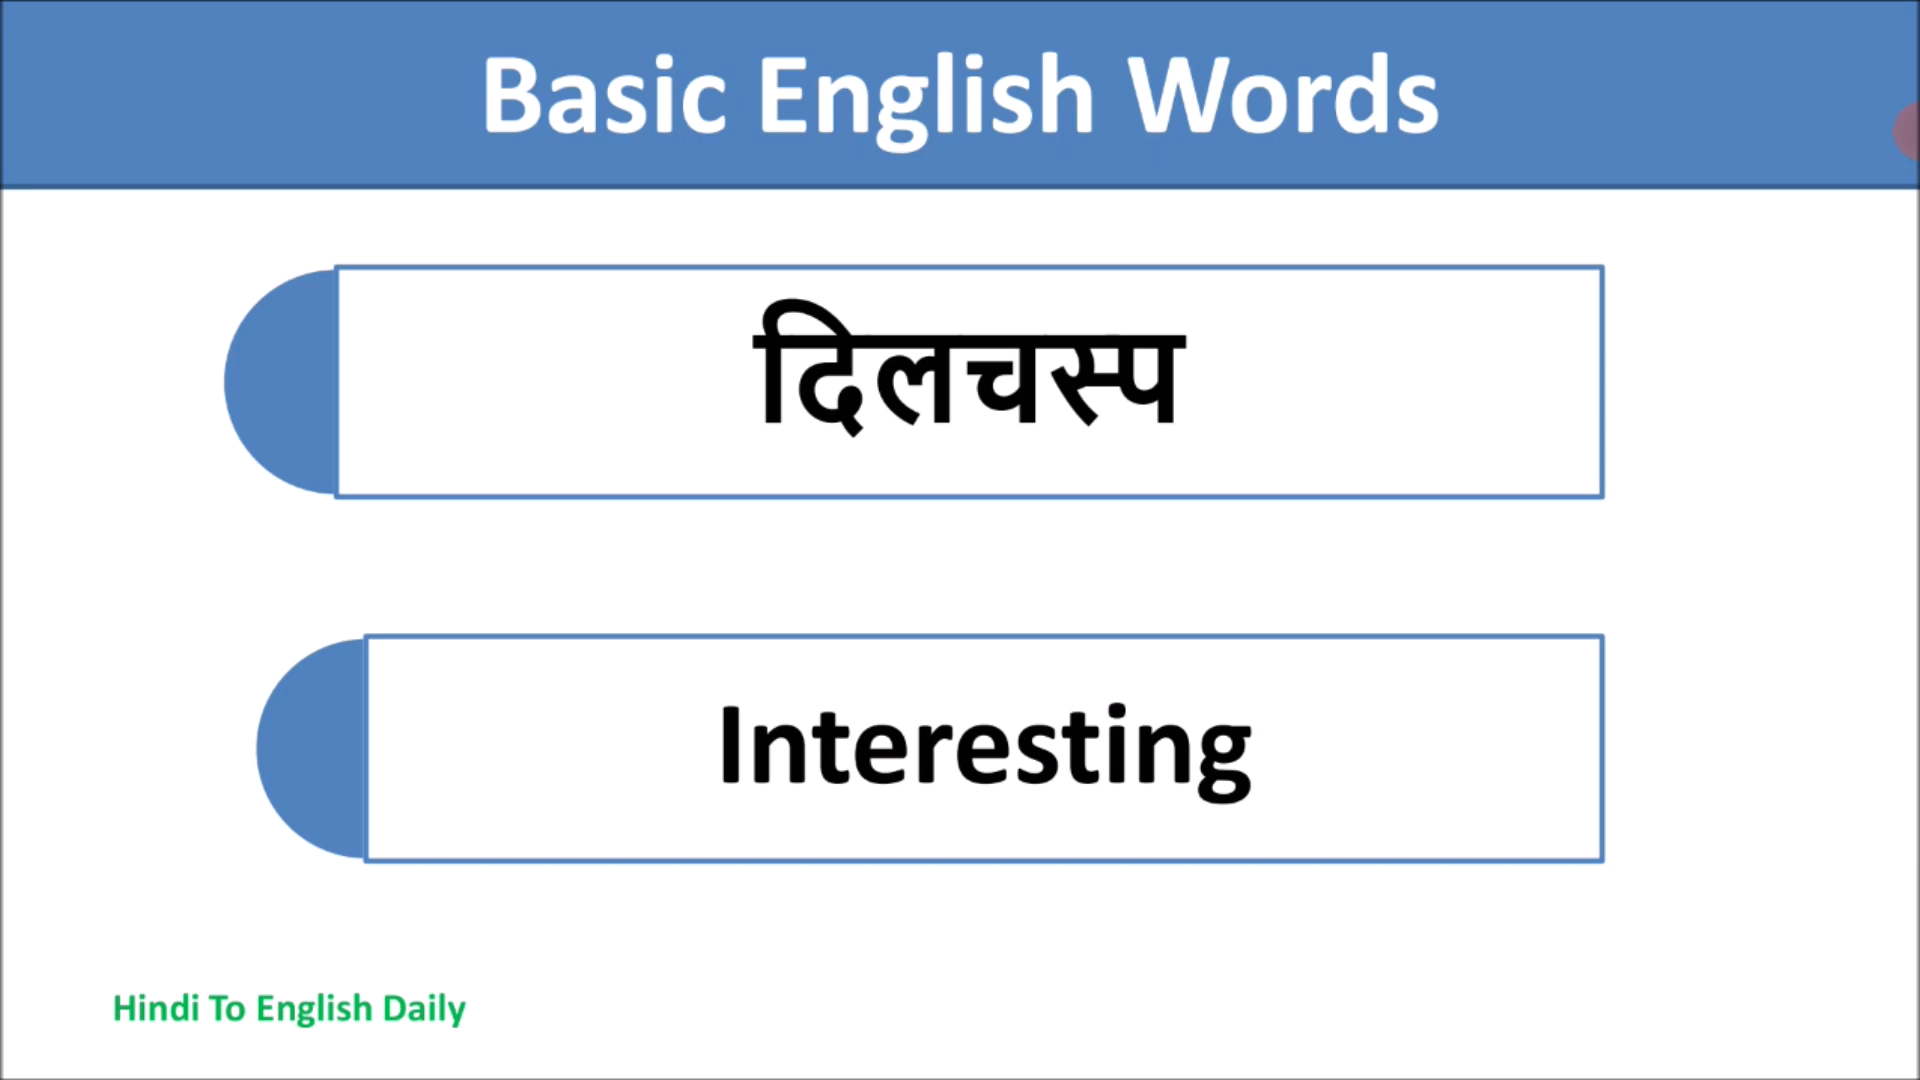 Basic English Words
दिलचस्प
Interesting
Hindi To English Daily